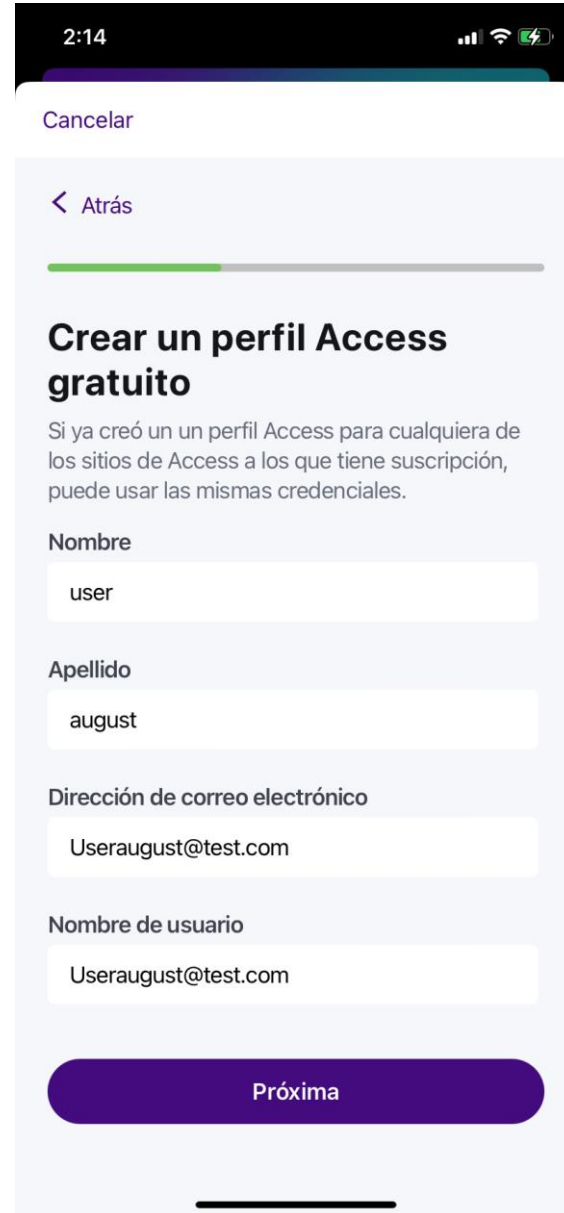 2:14
Cancelar
Atrás
Crear un perfil Access
gratuito
Si ya creó un un perfil Access para cualquiera de
los sitios de Access a los que tiene suscripción,
puede usar las mismas credenciales.
Nombre
user
Apellido
august
Dirección de correo electrónico
Useraugust@test.com
Nombre de usuario
Useraugust@test.com
Próxima